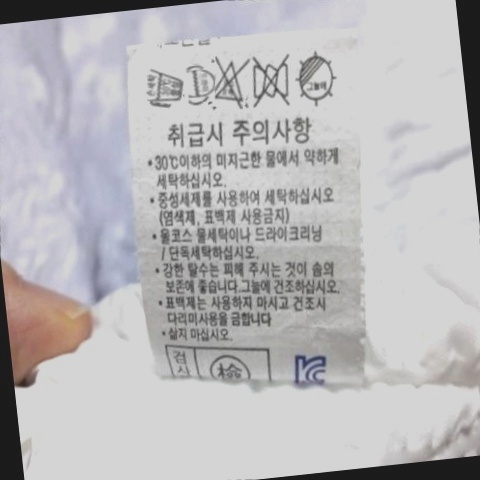 그늘에
취급시 주의사항
• 30℃이하의 미지근한 물에서 약하게
세탁하십시오.
• 중성세제를 사용하여 세탁하십시오
(염색제, 표백제 사용금지)
• 울코스 물세탁이나 드라이크리닝
/ 단독세탁하십시오.
• 강한 탈수는 피해 주시는 것이 솜의
보존에 좋습니다.그늘에 건조하십시오.
• 표백제는 사용하지 마시고 건조시
다리미사용을 금합니다
• 삶지 마십시오.
검 檢